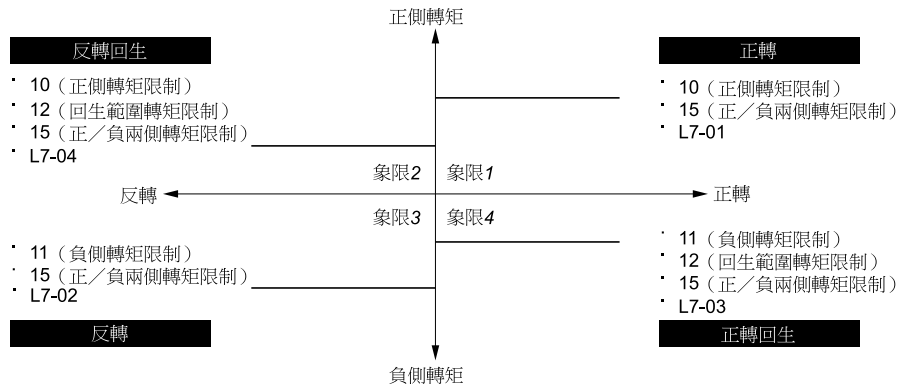 正側轉矩
反轉回生
· 10（正側轉矩限制）
· 12（回生範圍轉矩限制）
· 15（正／負兩側轉矩限制）
· L7-04
正轉
· 10（正側轉矩限制）
· 15（正／負兩側轉矩限制）
· L7-01
象限2
象限1
反轉
正轉
象限3
象限4
· 11（負側轉矩限制）
· 15（正／負兩側轉矩限制）
· L7-02
反轉
· 11（負側轉矩限制）
· 12（回生範圍轉矩限制）
· 15（正／負兩側轉矩限制）
· L7-03
正轉回生
負側轉矩